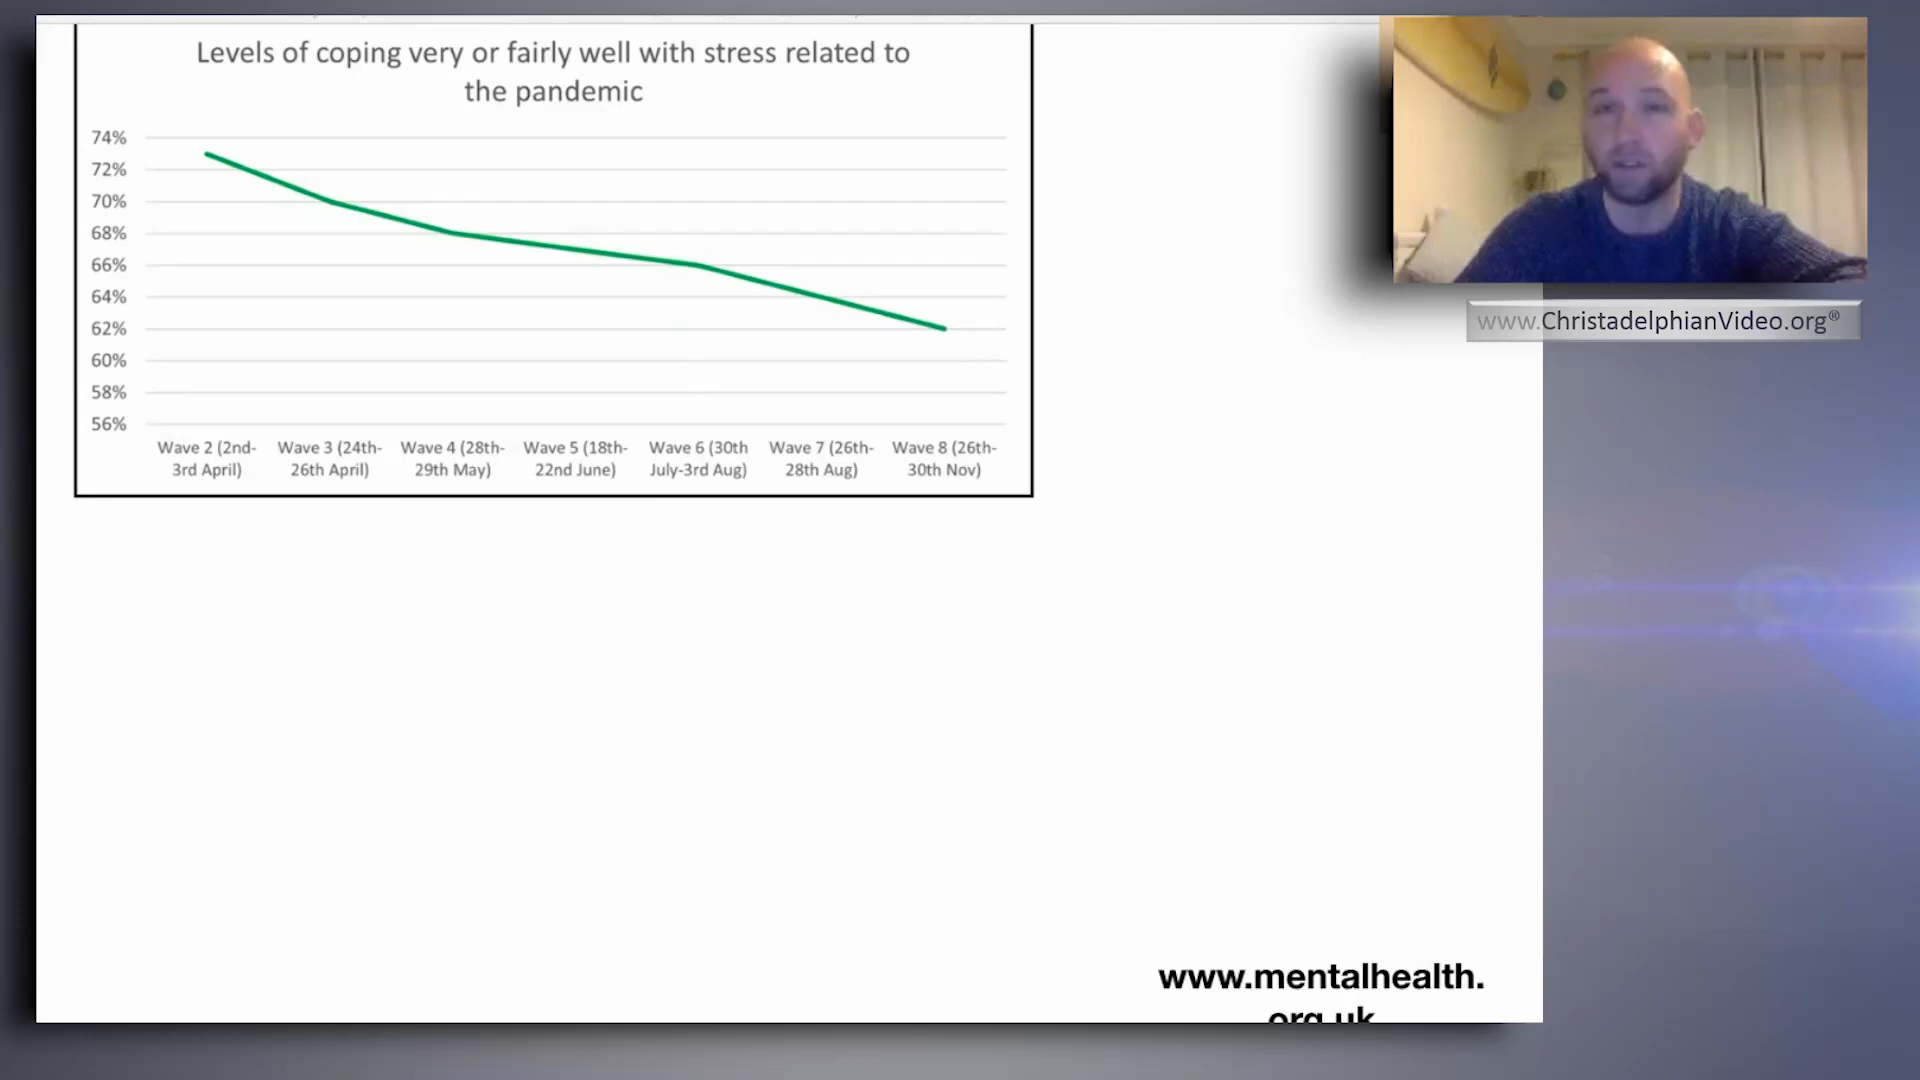 Levels of coping very or fairly well with stress related to
the pandemic
74%
72%
70%
68%
66%
64%
62%
60%
58%
56%
Wave 2 (2nd-
3rd April)
Wave 3 (24th-
26th April)
Wave 4 (28th-
29th May)
Wave 5 (18th-
22nd June)
Wave 6 (30th
July-3rd Aug)
Wave 7 (26th-
28th Aug)
Wave 8 (26th-
30th Nov)
www.ChristadelphianVideo.org®
www.mentalhealth.
org.uk